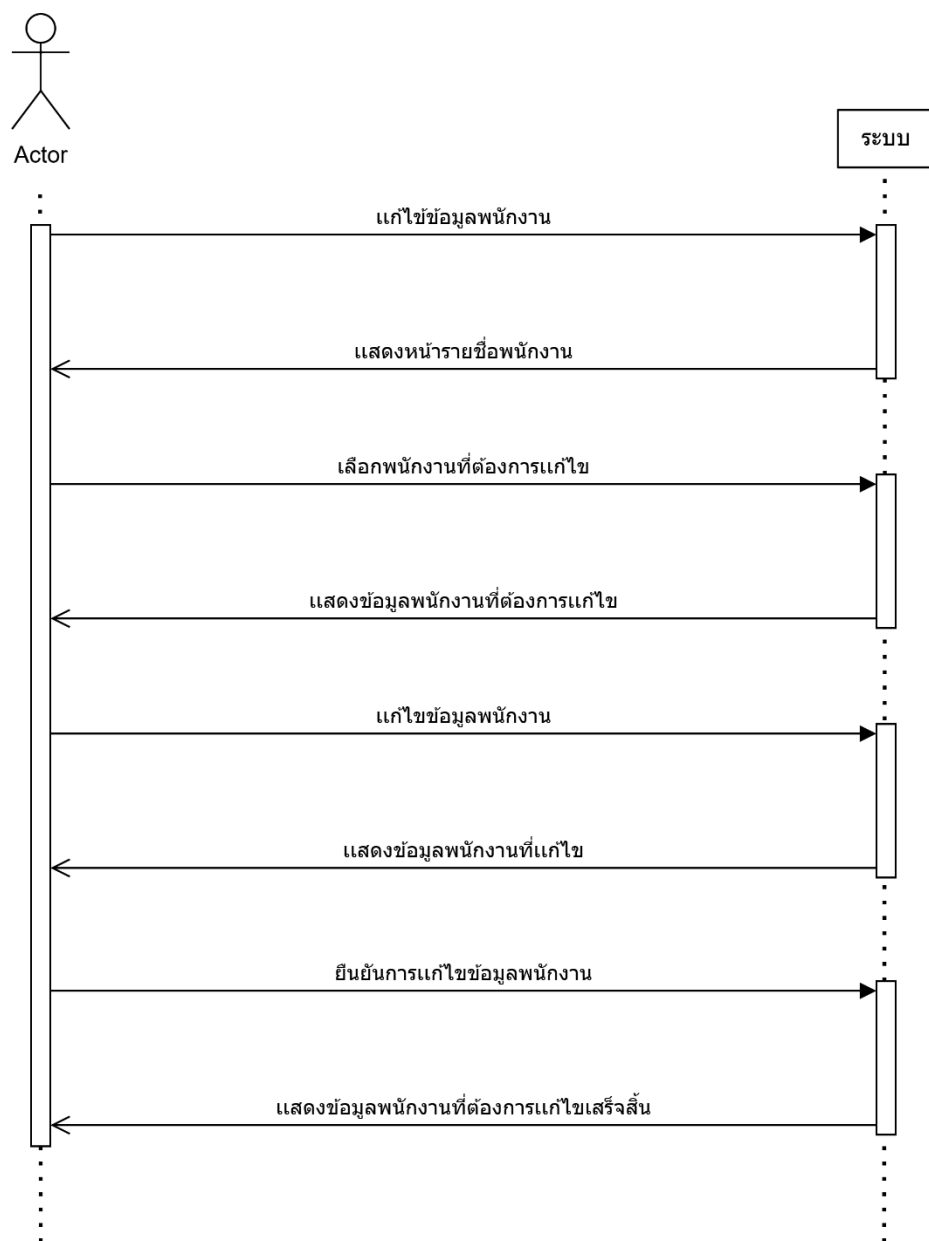 Actor
ระบบ
แก้ไข้ข้อมูลพนักงาน
แสดงหน้ารายชื่อพนักงาน
เลือกพนักงานที่ต้องการแก้ไข
แสดงข้อมูลพนักงานที่ต้องการแก้ไข
แก้ไขข้อมูลพนักงาน
แสดงข้อมูลพนักงานที่แก้ไข
ยืนยันการแก้ไขข้อมูลพนักงาน
แสดงข้อมูลพนักงานที่ต้องการแก้ไขเสร็จสิ้น